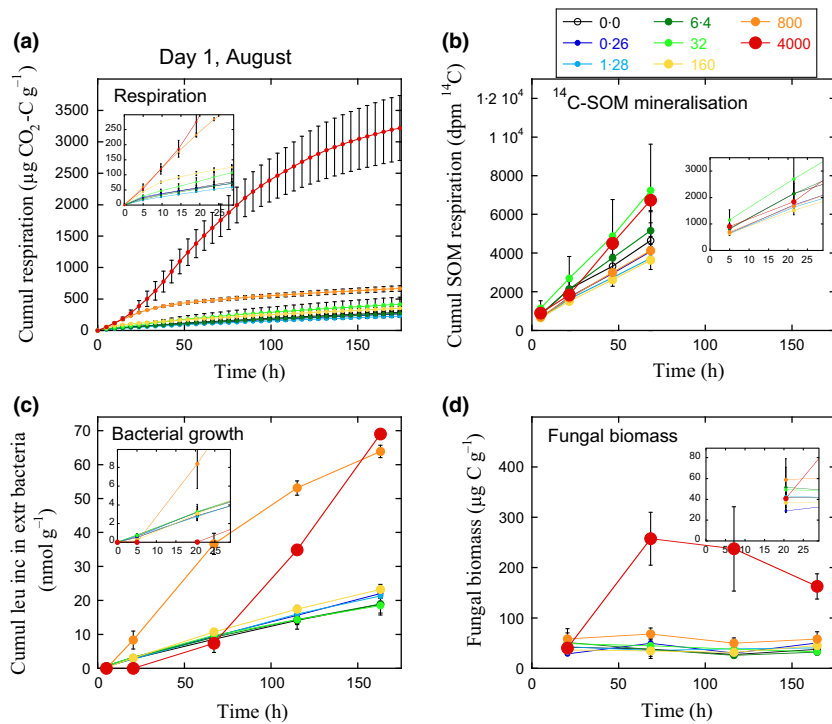 0·0 6·4 800
0·26 32 4000
1·28 160
(a) Day 1, August
Respiration
Cumul respiration (µg CO2-C g−1)
3500
3000
2500
2000
1500
1000
500
0
0 50 100 150
Time (h)
300
250
200
150
100
50
0
0 5 10 15 20 25
(b)
14C-SOM mineralisation
Cumul SOM respiration (dpm 14C)
1·2 104
1 104
8000
6000
4000
2000
0
0 50 100 150
Time (h)
3000
2000
1000
0
0 5 10 15 20 25
(c)
Bacterial growth
Cumul leu inc in extr bacteria
(nmol g−1)
70
60
50
40
30
20
10
0
0 50 100 150
Time (h)
8
6
4
2
0
0 5 10 15 20 25
(d)
Fungal biomass
Fungal biomass (µg C g−1)
400
300
200
100
0
0 50 100 150
Time (h)
80
60
40
20
0
0 5 10 15 20 25